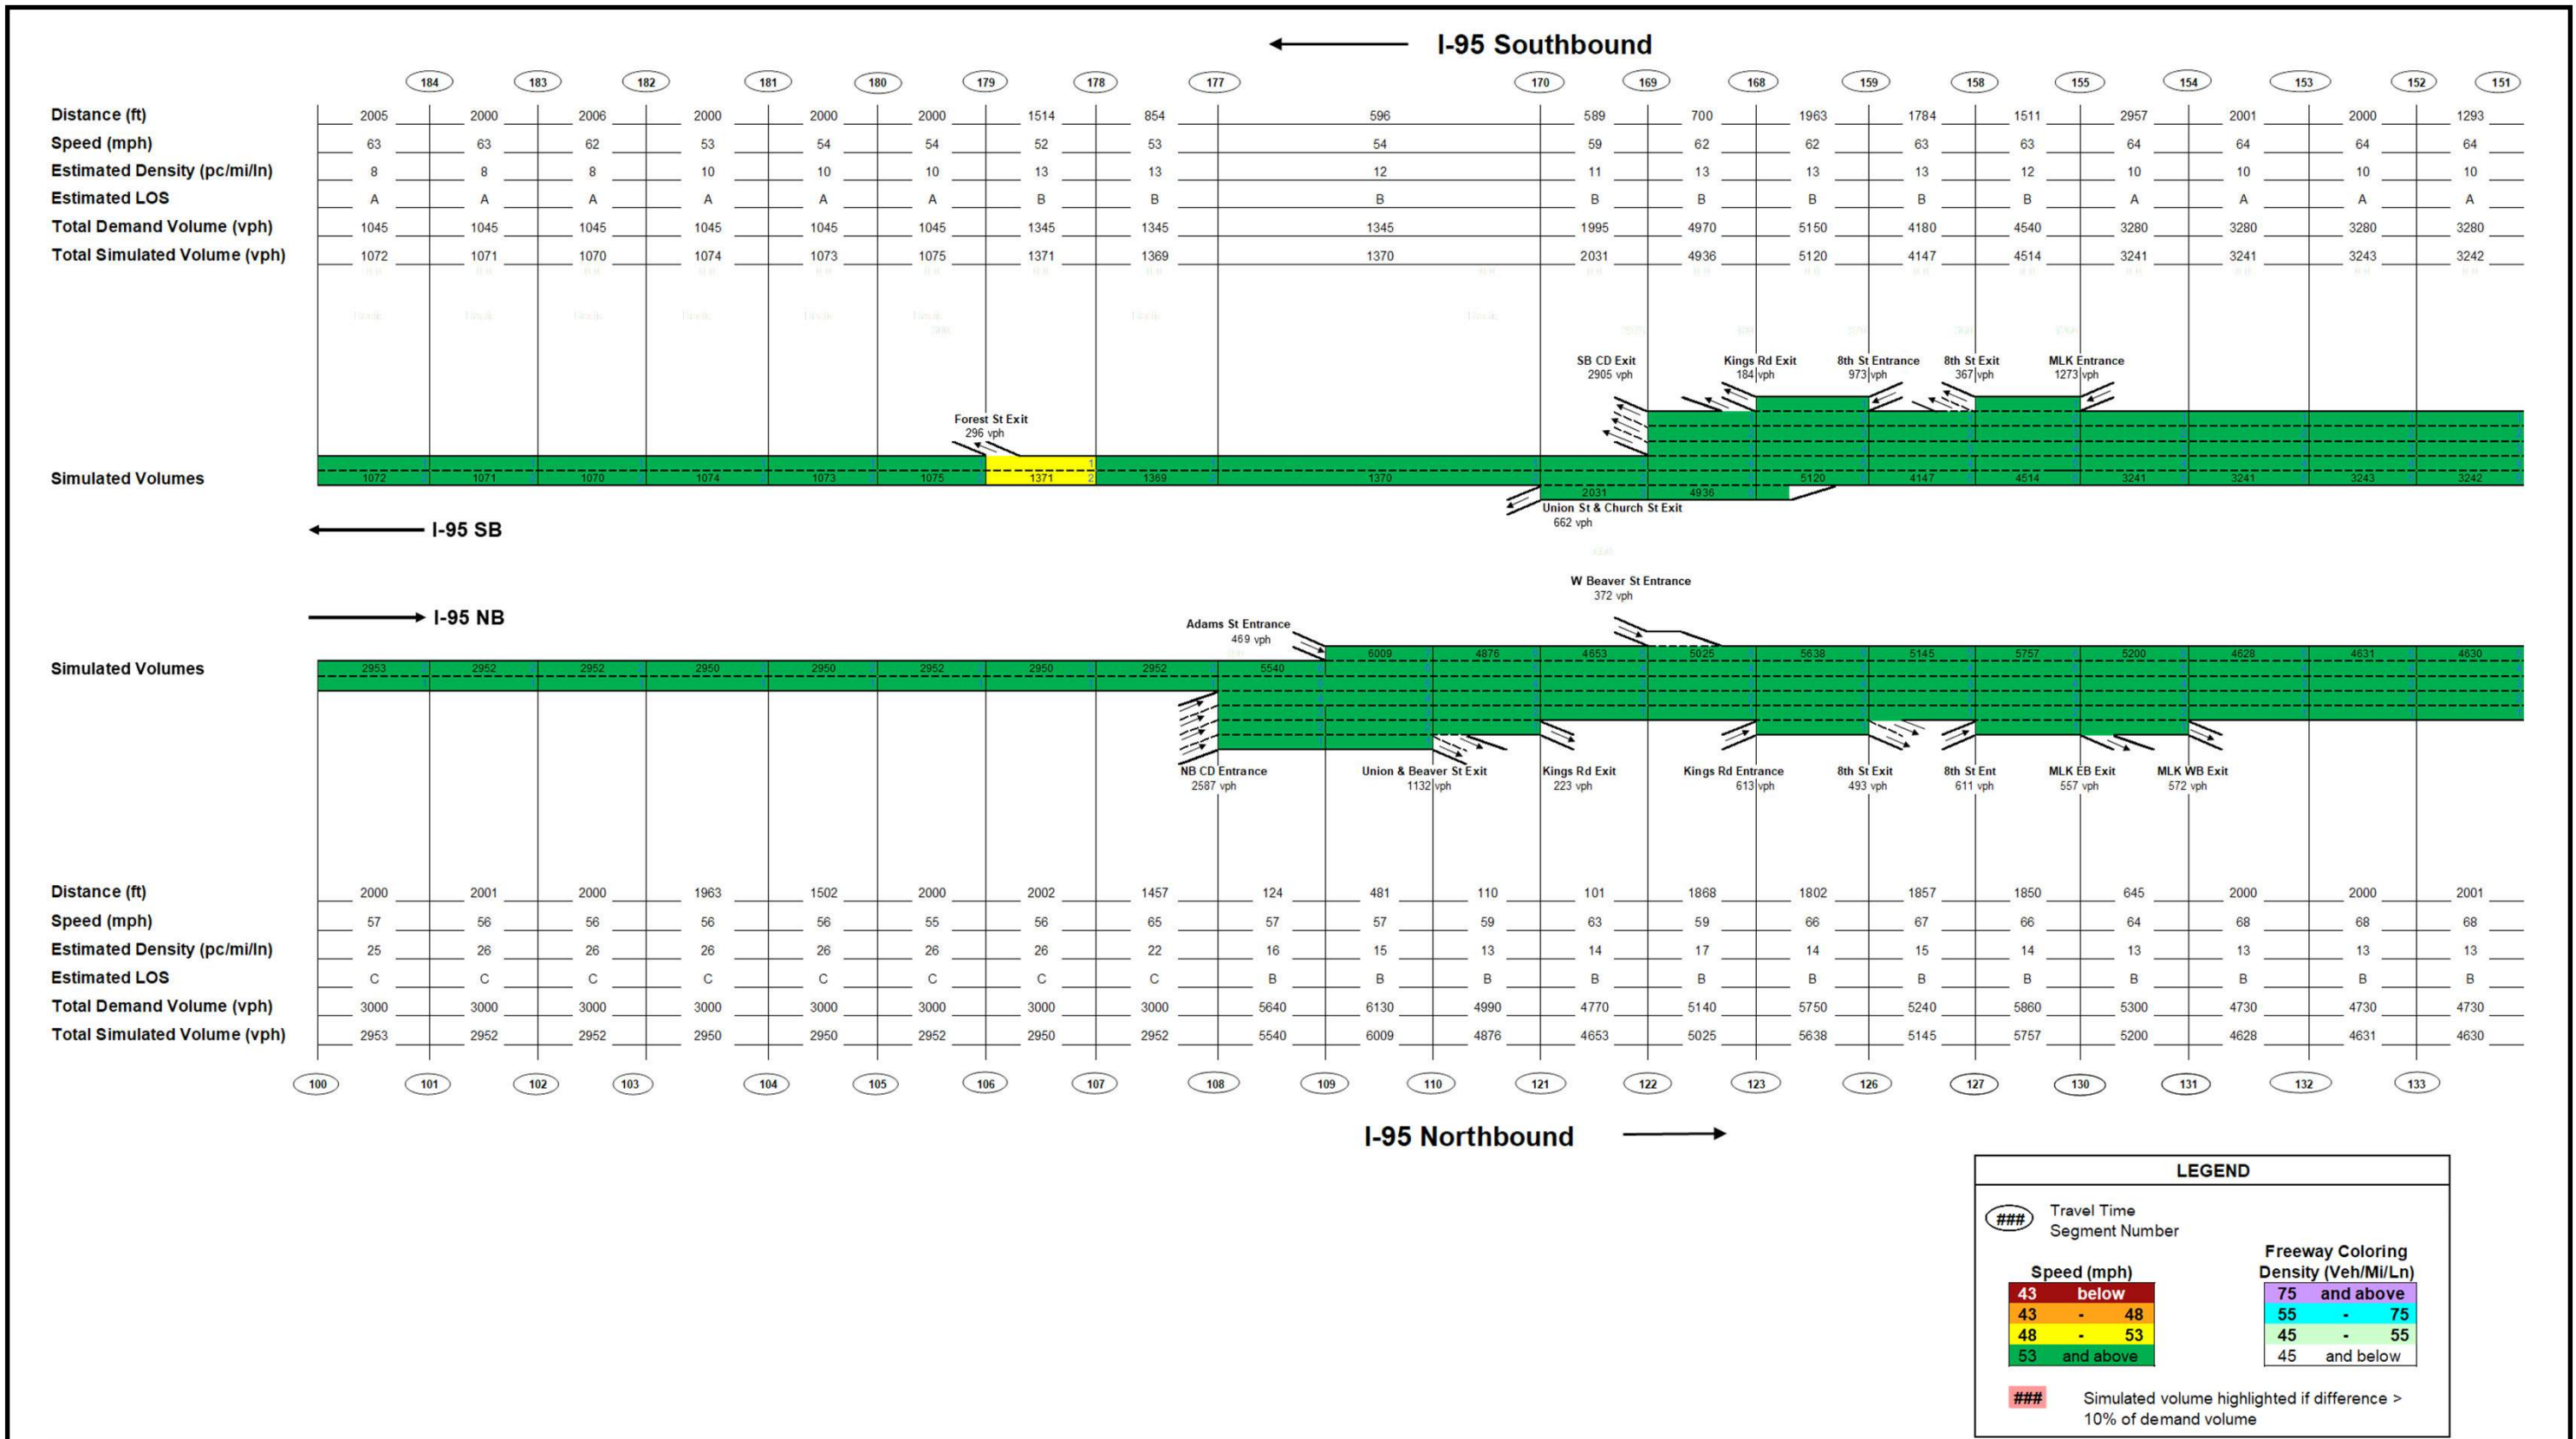 I-95 Southbound
184 183 182 181 180 179 178 177 170 169 168 159 158 155 154 153 152 151
Distance (ft) 2005 2000 2006 2000 2000 2000 1514 854 596 589 700 1963 1784 1511 2957 2001 2000 1293
Speed (mph) 63 63 62 53 54 54 52 53 54 59 62 62 63 63 64 64 64 64
Estimated Density (pc/mi/ln) 8 8 8 10 10 10 13 13 12 11 13 13 13 12 10 10 10 10
Estimated LOS A A A A A A B B B B B B B B A A A A
Total Demand Volume (vph) 1045 1045 1045 1045 1045 1045 1345 1345 1345 1995 4970 5150 4180 4540 3280 3280 3280 3280
Total Simulated Volume (vph) 1072 1071 1070 1074 1073 1075 1371 1369 1370 2031 4936 5120 4147 4514 3241 3241 3243 3242
SB CD Exit Kings Rd Exit 8th St Entrance 8th St Exit MLK Entrance
2905 vph 184 vph 973 vph 367 vph 1273 vph
Forest St Exit
296 vph
1
Simulated Volumes 1072 1071 1070 1074 1073 1075 1371 2 1369 1370 5120 4147 4514 3241 3241 3243 3242
2031 4936
Union St & Church St Exit
662 vph
I-95 SB
W Beaver St Entrance
372 vph
I-95 NB
Adams St Entrance
469 vph
6009 4876 4653 5025 5638 5145 5757 5200 4628 4631 4630
Simulated Volumes 2953 2952 2952 2950 2950 2952 2950 2952 5540
NB CD Entrance Union & Beaver St Exit Kings Rd Exit Kings Rd Entrance 8th St Exit 8th St Ent MLK EB Exit MLK WB Exit
2587 vph 1132 vph 223 vph 613 vph 493 vph 611 vph 557 vph 572 vph
Distance (ft) 2000 2001 2000 1963 1502 2000 2002 1457 124 481 110 101 1868 1802 1857 1850 645 2000 2000 2001
Speed (mph) 57 56 56 56 56 55 56 65 57 57 59 63 59 66 67 66 64 68 68 68
Estimated Density (pc/mi/ln) 25 26 26 26 26 26 26 22 16 15 13 14 17 14 15 14 13 13 13 13
Estimated LOS C C C C C C C C B B B B B B B B B B B B
Total Demand Volume (vph) 3000 3000 3000 3000 3000 3000 3000 3000 5640 6130 4990 4770 5140 5750 5240 5860 5300 4730 4730 4730
Total Simulated Volume (vph) 2953 2952 2952 2950 2950 2952 2950 2952 5540 6009 4876 4653 5025 5638 5145 5757 5200 4628 4631 4630
100 101 102 103 104 105 106 107 108 109 110 121 122 123 126 127 130 131 132 133
I-95 Northbound
LEGEND
### Travel Time
Segment Number
Freeway Coloring
Speed (mph) Density (Veh/Mi/Ln)
43 below 75 and above
43 - 48 55 - 75
48 - 53 45 - 55
53 and above 45 and below
### Simulated volume highlighted if difference >
10% of demand volume